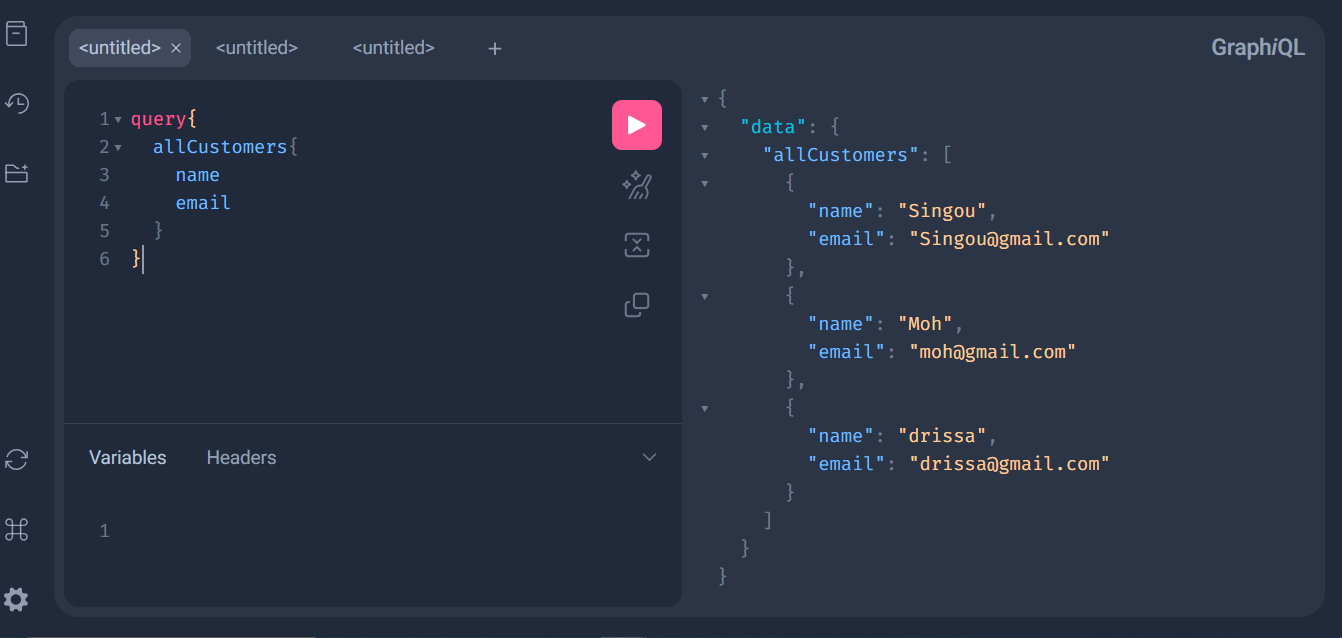 <untitled> × <untitled> <untitled> +
GraphiQL
1 query{
2 allCustomers{
3 name
4 email
5 }
6 }
Variables Headers
1
{
"data": {
"allCustomers": [
{
"name": "Singou",
"email": "Singou@gmail.com"
},
{
"name": "Moh",
"email": "moh@gmail.com"
},
{
"name": "drissa",
"email": "drissa@gmail.com"
}
]
}
}